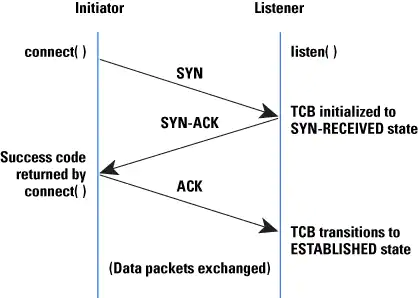 Initiator
Listener
connect( )
listen( )
SYN
TCB initialized to
SYN-RECEIVED state
SYN-ACK
Success code
returned by
connect( )
ACK
TCB transitions to
ESTABLISHED state
(Data packets exchanged)